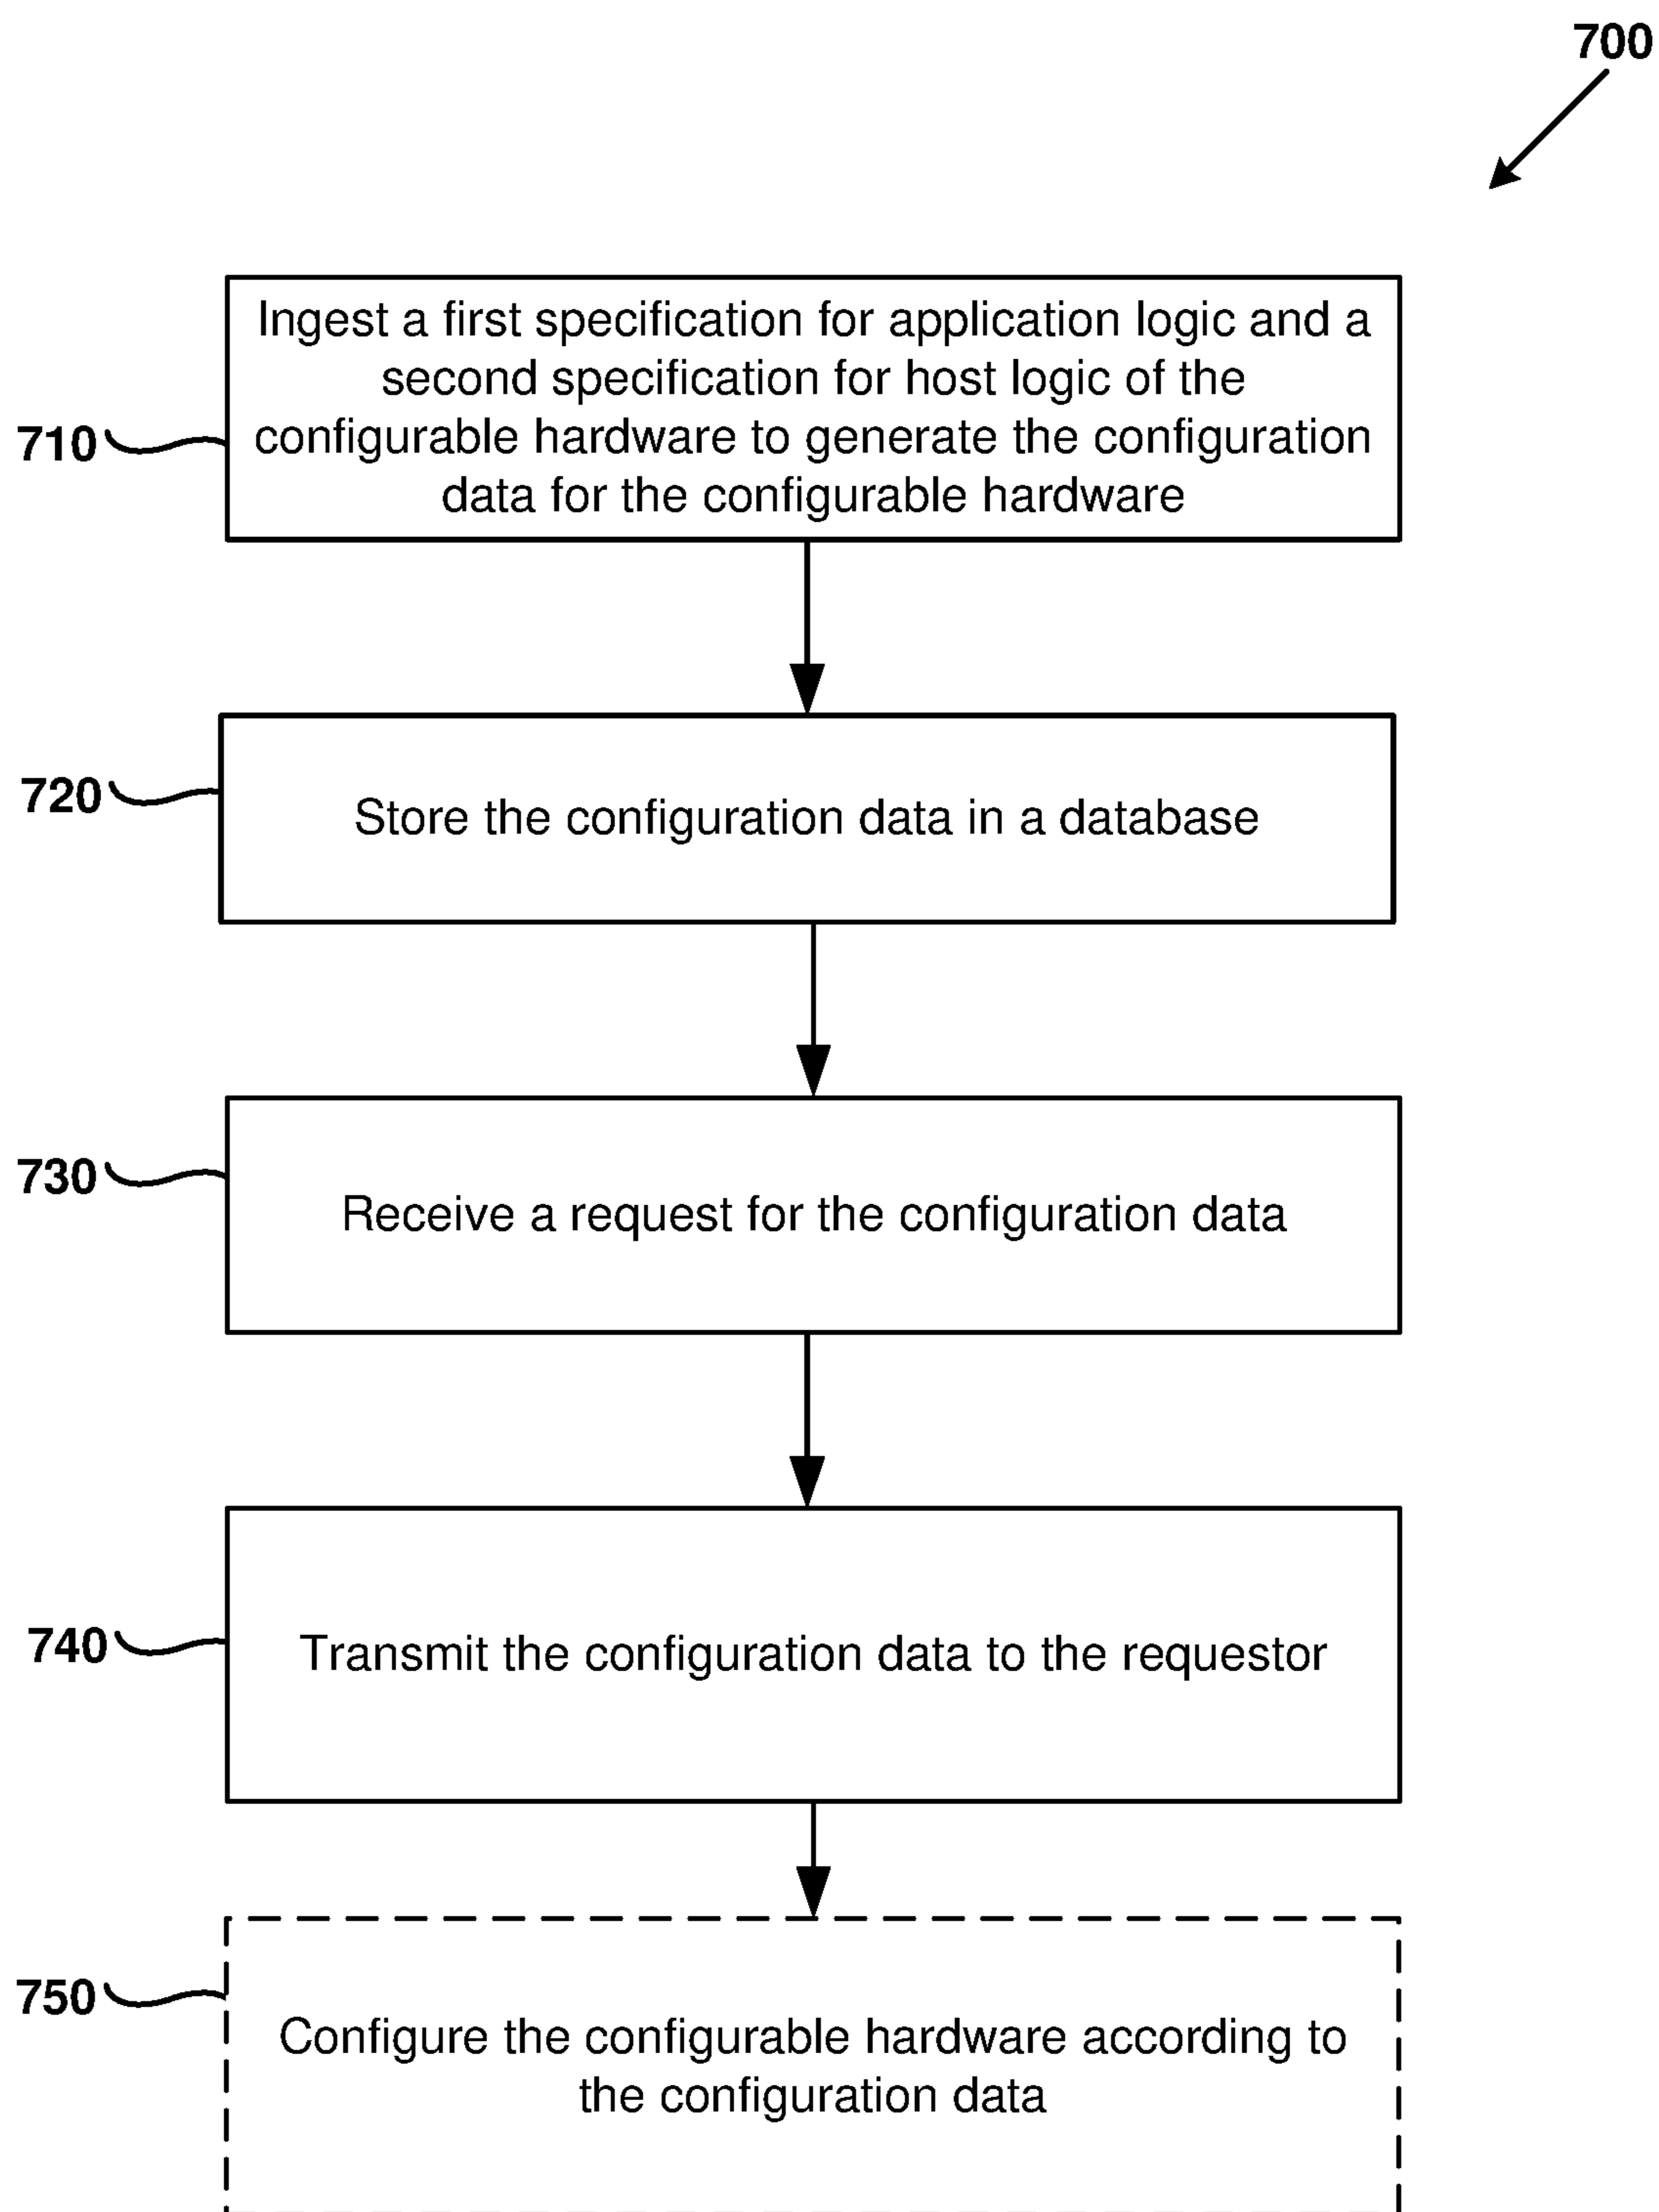 700
Ingest a first specification for application logic and a
second specification for host logic of the
configurable hardware to generate the configuration
data for the configurable hardware
710
720
Store the configuration data in a database
730
Receive a request for the configuration data
740
Transmit the configuration data to the requestor
750
Configure the configurable hardware according to
the configuration data